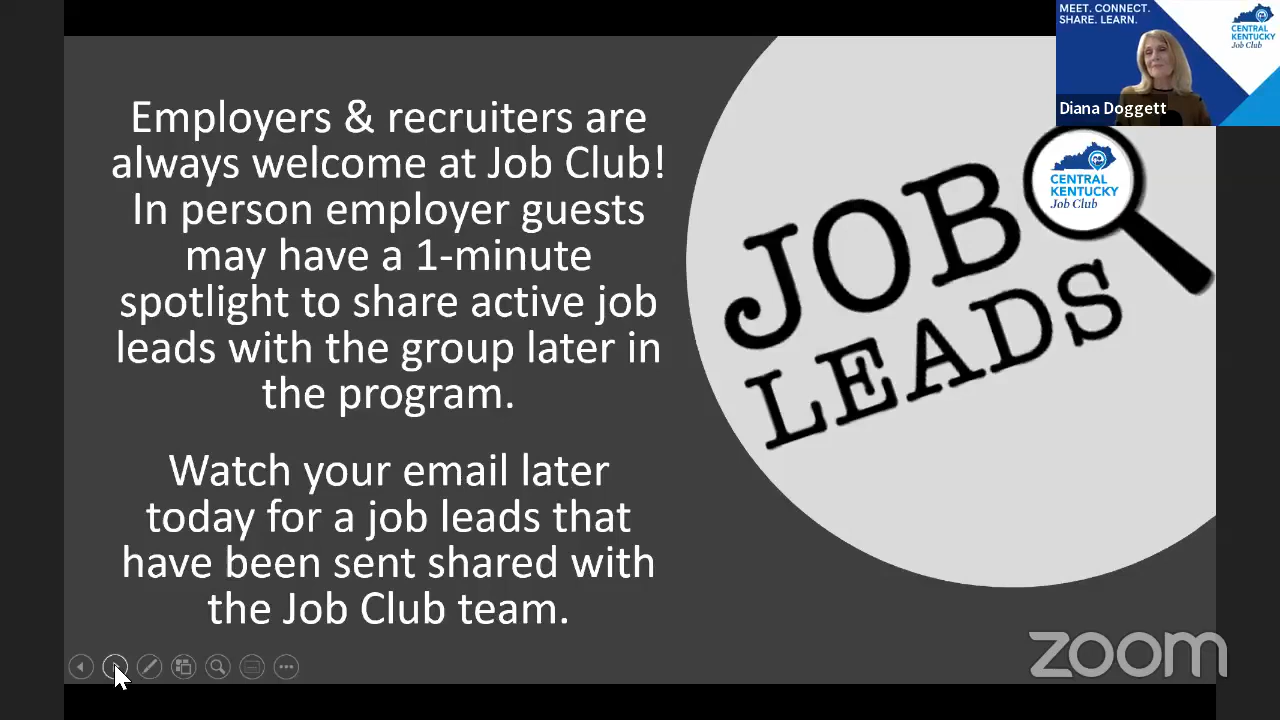 MEET. CONNECT.
SHARE. LEARN.
CENTRAL
KENTUCKY
Job Club
Diana Doggett
Employers & recruiters are
always welcome at Job Club!
In person employer guests
may have a 1-minute
spotlight to share active job
leads with the group later in
the program.
Watch your email later
today for a job leads that
have been sent shared with
the Job Club team.
JOB
LEADS
CENTRAL
KENTUCKY
Job Club
zoom